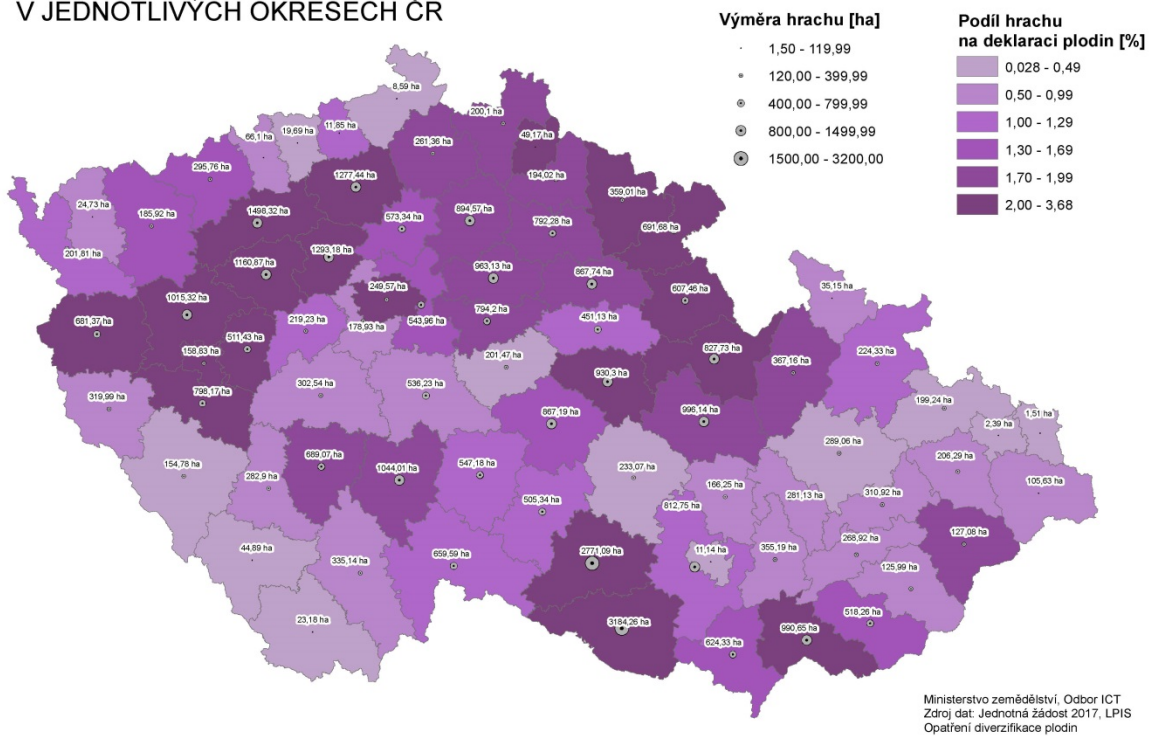 V JEDNOTLIVÝCH OKRESECH ČR
Výměra hrachu [ha]
1,50 - 119,99
120,00 - 399,99
400,00 - 799,99
800,00 - 1499,99
1500,00 - 3200,00
Podíl hrachu
na deklaraci plodin [%]
0,028 - 0,49
0,50 - 0,99
1,00 - 1,29
1,30 - 1,69
1,70 - 1,99
2,00 - 3,68
8,59 ha
200,1 ha
11,85 ha
19,69 ha
66,1 ha
49,17 ha
261,36 ha
295,76 ha
1277,44 ha
194,02 ha
359,01 ha
24,73 ha
185,92 ha
1498,32 ha
573,34 ha
894,57 ha
792,28 ha
691,68 ha
201,81 ha
1293,18 ha
1160,87 ha
963,13 ha
867,74 ha
249,57 ha
607,46 ha
35,15 ha
1015,32 ha
681,37 ha
219,23 ha
178,93 ha
543,96 ha
794,2 ha
451,13 ha
511,43 ha
827,73 ha
224,33 ha
158,83 ha
201,47 ha
367,16 ha
930,3 ha
798,17 ha
302,54 ha
536,23 ha
319,99 ha
199,24 ha
867,19 ha
996,14 ha
1,51 ha
2,39 ha
289,06 ha
689,07 ha
1044,01 ha
547,18 ha
233,07 ha
206,29 ha
154,78 ha
282,9 ha
166,25 ha
105,63 ha
281,13 ha
310,92 ha
505,34 ha
812,75 ha
127,08 ha
44,89 ha
335,14 ha
659,59 ha
2771,09 ha
11,14 ha
355,19 ha
268,92 ha
125,99 ha
23,18 ha
3184,26 ha
518,26 ha
624,33 ha
990,65 ha
Ministerstvo zemědělství, Odbor ICT
Zdroj dat: Jednotná žádost 2017, LPIS
Opatření diverzifikace plodin